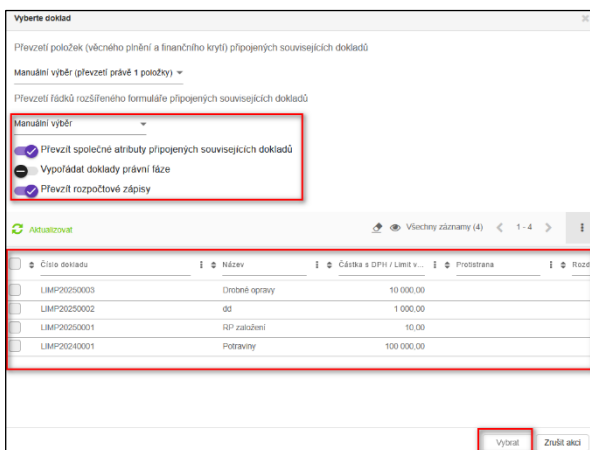 Vyberte doklad
Převzetí položek (věcného plnění a finančního krytí) připojených souvisejících dokladů
Manuální výběr (převzetí právě 1 položky)
Převzetí řádků rozšířeného formuláře připojených souvisejících dokladů
Manuální výběr
Převzít společné atributy připojených souvisejících dokladů
Vypořádat doklady právní fáze
Převzít rozpočtové zápisy
Aktualizovat Všechny záznamy (4) 1 - 4
Číslo dokladu Název Částka s DPH / Limit v... Protistrana Rozd
LIMP20250003 Drobné opravy 10 000,00
LIMP20250002 dd 1 000,00
LIMP20250001 RP založení 10,00
LIMP20240001 Potraviny 100 000,00
Vybrat Zrušit akci